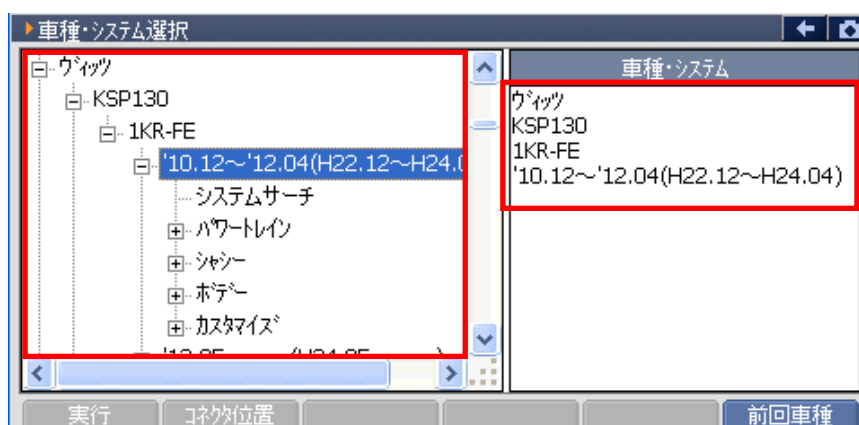 車種・システム選択
ヴィッツ
KSP130
1KR-FE
'10.12～'12.04(H22.12～H24.0
システムサーチ
パワートレイン
シャシー
ボデー
カスタマイズ
車種・システム
ヴィッツ
KSP130
1KR-FE
'10.12～'12.04(H22.12～H24.04)
実行
コネクタ位置
前回車種